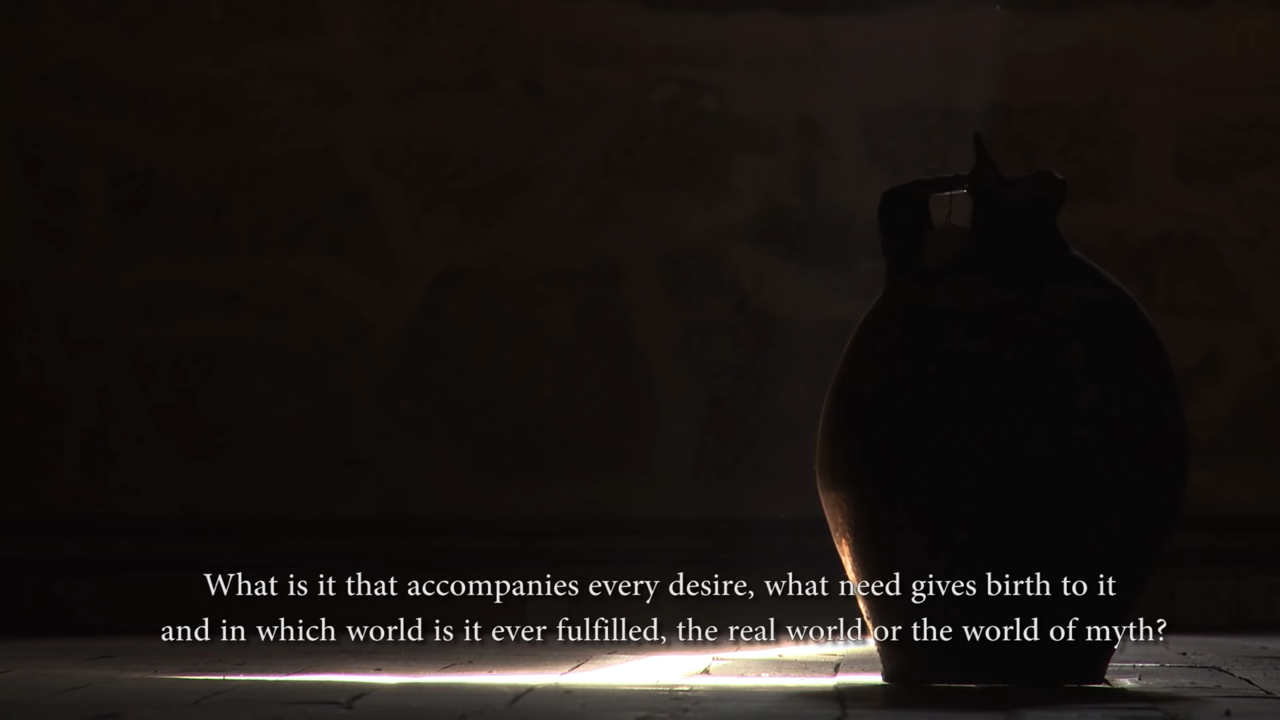 What is it that accompanies every desire, what need gives birth to it
and in which world is it ever fulfilled, the real world or the world of myth?